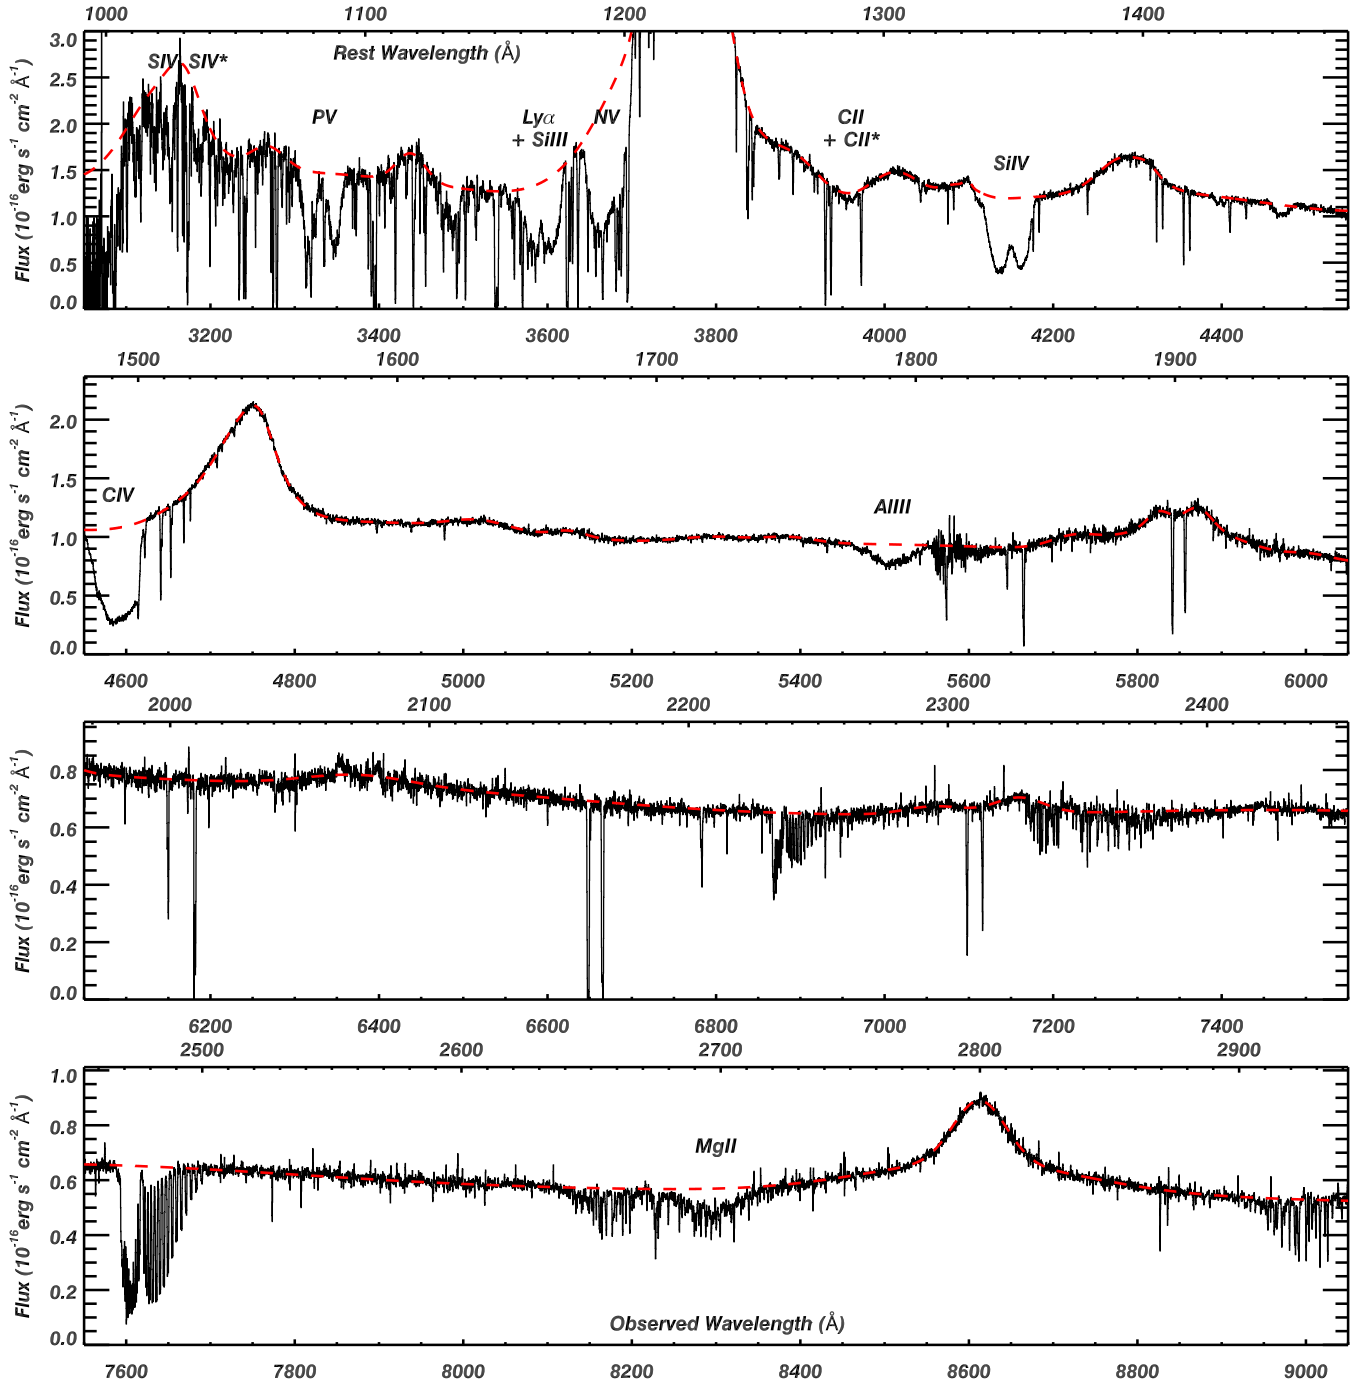 1000 1100 1200 1300 1400
Rest Wavelength (Å)
SIV SIV*
PV
Lyα
+ SiIII
NV
CII
+ CII*
SiIV
3.0
2.5
2.0
1.5
1.0
0.5
0.0
Flux (10⁻¹⁶erg s⁻¹ cm⁻² Å⁻¹)
3200 3400 3600 3800 4000 4200 4400
1500 1600 1700 1800 1900
CIV
AlIII
2.0
1.5
1.0
0.5
0.0
Flux (10⁻¹⁶erg s⁻¹ cm⁻² Å⁻¹)
4600 4800 5000 5200 5400 5600 5800 6000
2000 2100 2200 2300 2400
0.8
0.6
0.4
0.2
0.0
Flux (10⁻¹⁶erg s⁻¹ cm⁻² Å⁻¹)
6200 6400 6600 6800 7000 7200 7400
2500 2600 2700 2800 2900
MgII
1.0
0.8
0.6
0.4
0.2
0.0
Flux (10⁻¹⁶erg s⁻¹ cm⁻² Å⁻¹)
Observed Wavelength (Å)
7600 7800 8000 8200 8400 8600 8800 9000